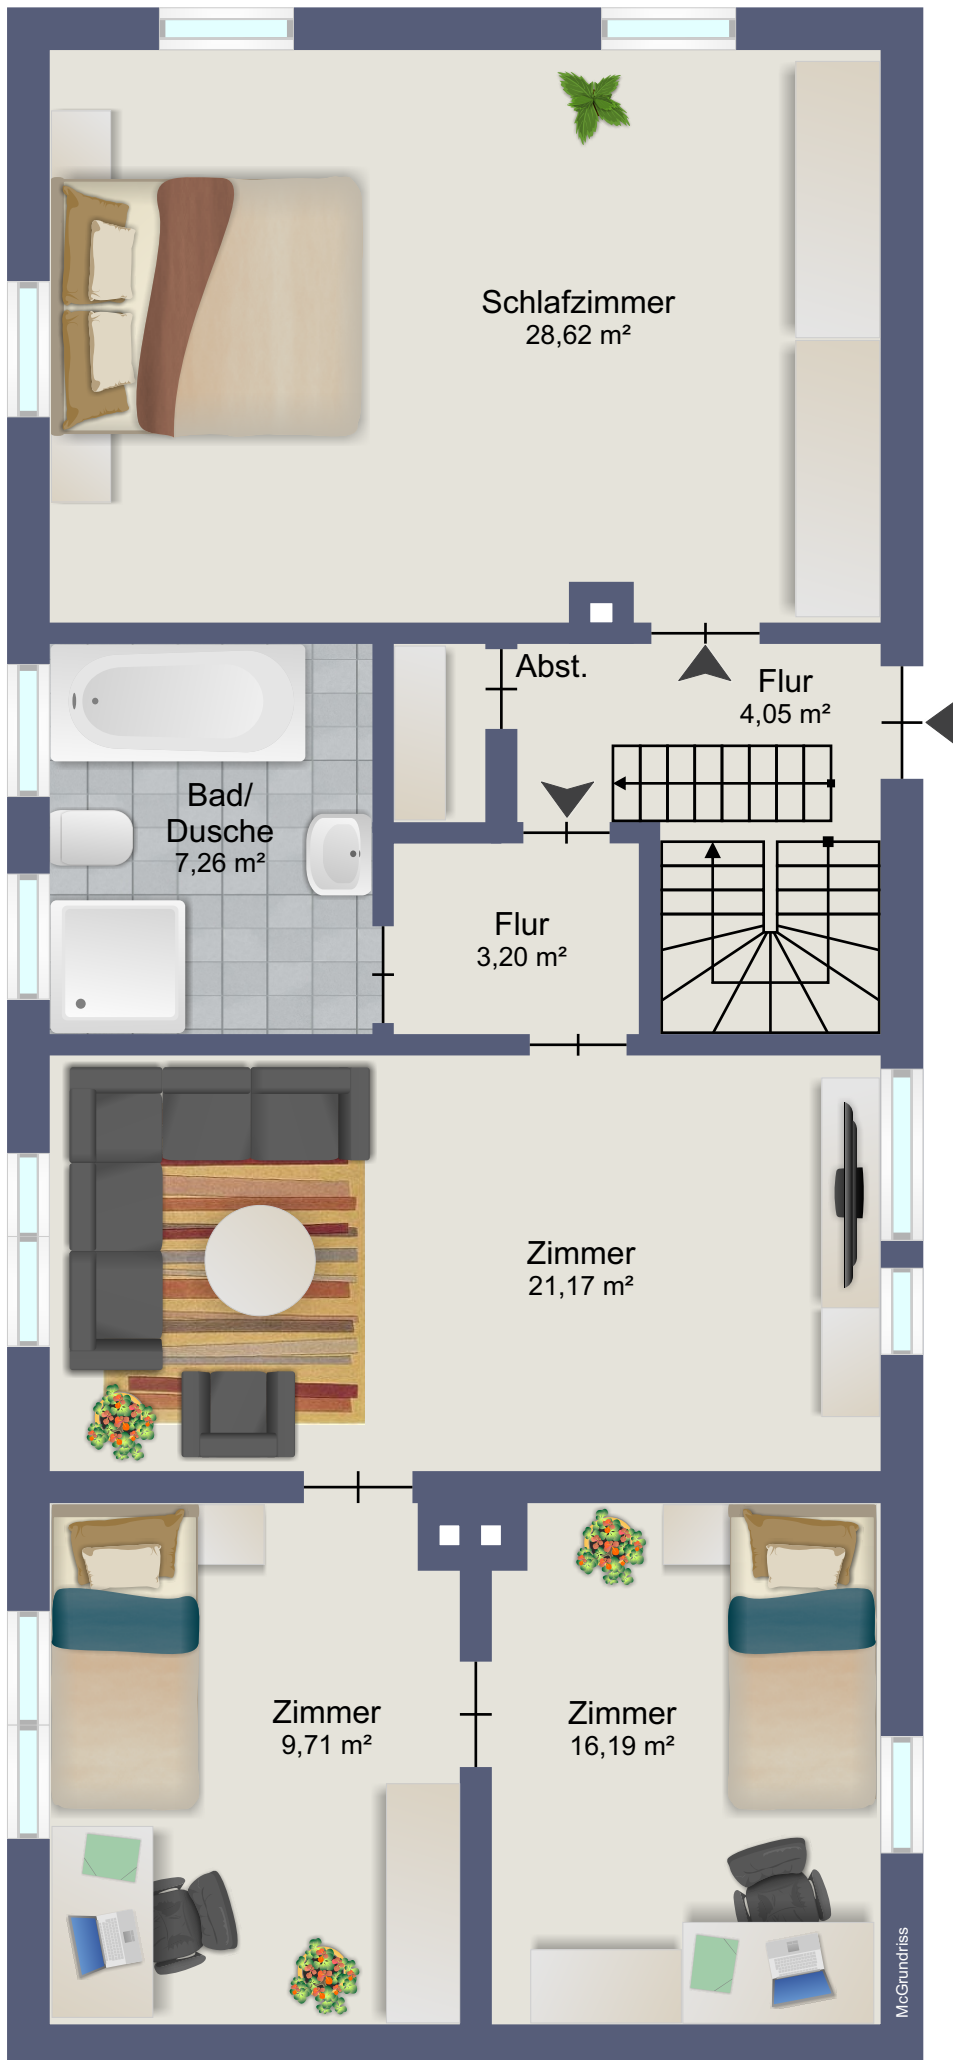 Schlafzimmer
28,62 m²
Abst.
Flur
4,05 m²
Bad/
Dusche
7,26 m²
Flur
3,20 m²
Zimmer
21,17 m²
Zimmer
9,71 m²
Zimmer
16,19 m²
McGrundriss